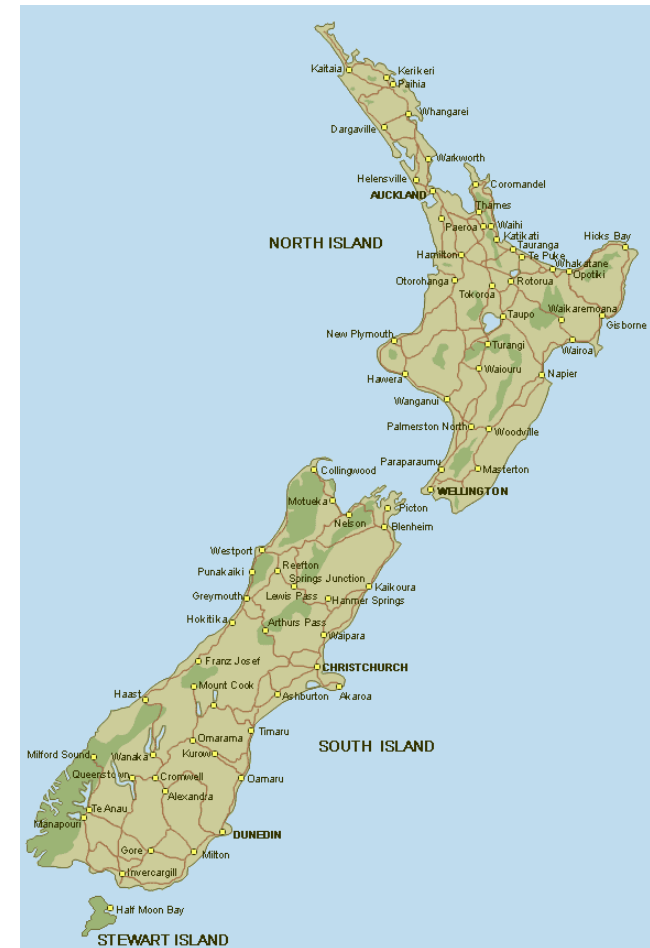 Kaitaia
Kerikeri
Paihia
Whangarei
Dargaville
Warkworth
Helensville
Coromandel
AUCKLAND
Thames
Paeroa
Waihi
Katikati
Hicks Bay
NORTH ISLAND
Tauranga
Hamilton
Te Puke
Whakatane
Opotiki
Otorohanga
Rotorua
Tokoroa
Taupo
Waikaremoana
Gisborne
New Plymouth
Turangi
Wairoa
Waiouru
Hawera
Napier
Wanganui
Palmerston North
Woodville
Paraparaumu
Masterton
Collingwood
WELLINGTON
Motueka
Picton
Nelson
Blenheim
Westport
Reefton
Punakaiki
Springs Junction
Kaikoura
Greymouth
Lewis Pass
Hanmer Springs
Hokitika
Arthurs Pass
Waipara
Franz Josef
CHRISTCHURCH
Mount Cook
Haast
Ashburton
Akaroa
Timaru
Omarama
SOUTH ISLAND
Milford Sound
Wanaka
Kurow
Queenstown
Cromwell
Oamaru
Alexandra
Te Anau
Manapouri
DUNEDIN
Gore
Milton
Invercargill
Half Moon Bay
STEWART ISLAND